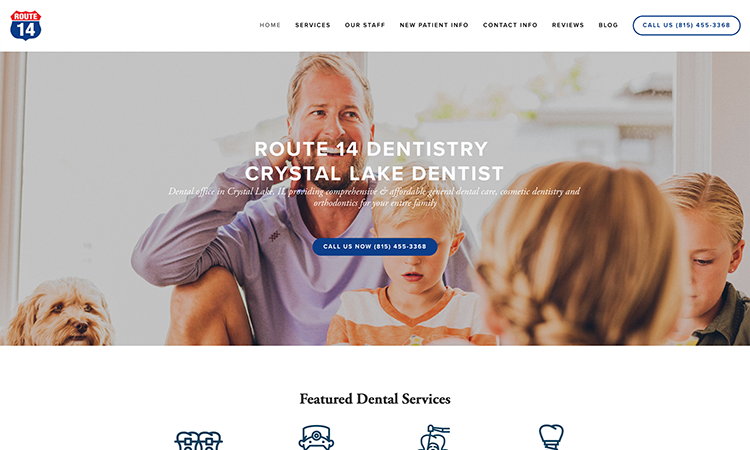 ROUTE
14
HOME SERVICES OUR STAFF NEW PATIENT INFO CONTACT INFO REVIEWS BLOG CALL US (815) 455-3368
ROUTE 14 DENTISTRY
CRYSTAL LAKE DENTIST
Dental office in Crystal Lake, IL providing comprehensive & affordable general dental care, cosmetic dentistry and
orthodontics for your entire family
CALL US NOW (815) 455-3368
Featured Dental Services